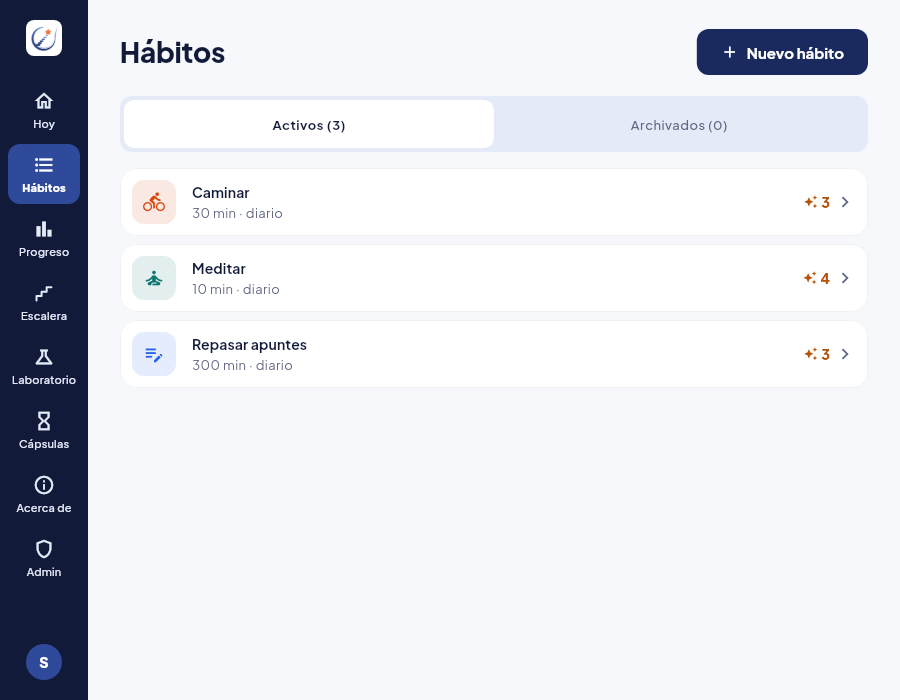 Hoy
Hábitos
Progreso
Escalera
Laboratorio
Cápsulas
Acerca de
Admin
S
Hábitos
+ Nuevo hábito
Activos (3)
Archivados (0)
Caminar
30 min · diario
3
Meditar
10 min · diario
4
Repasar apuntes
300 min · diario
3